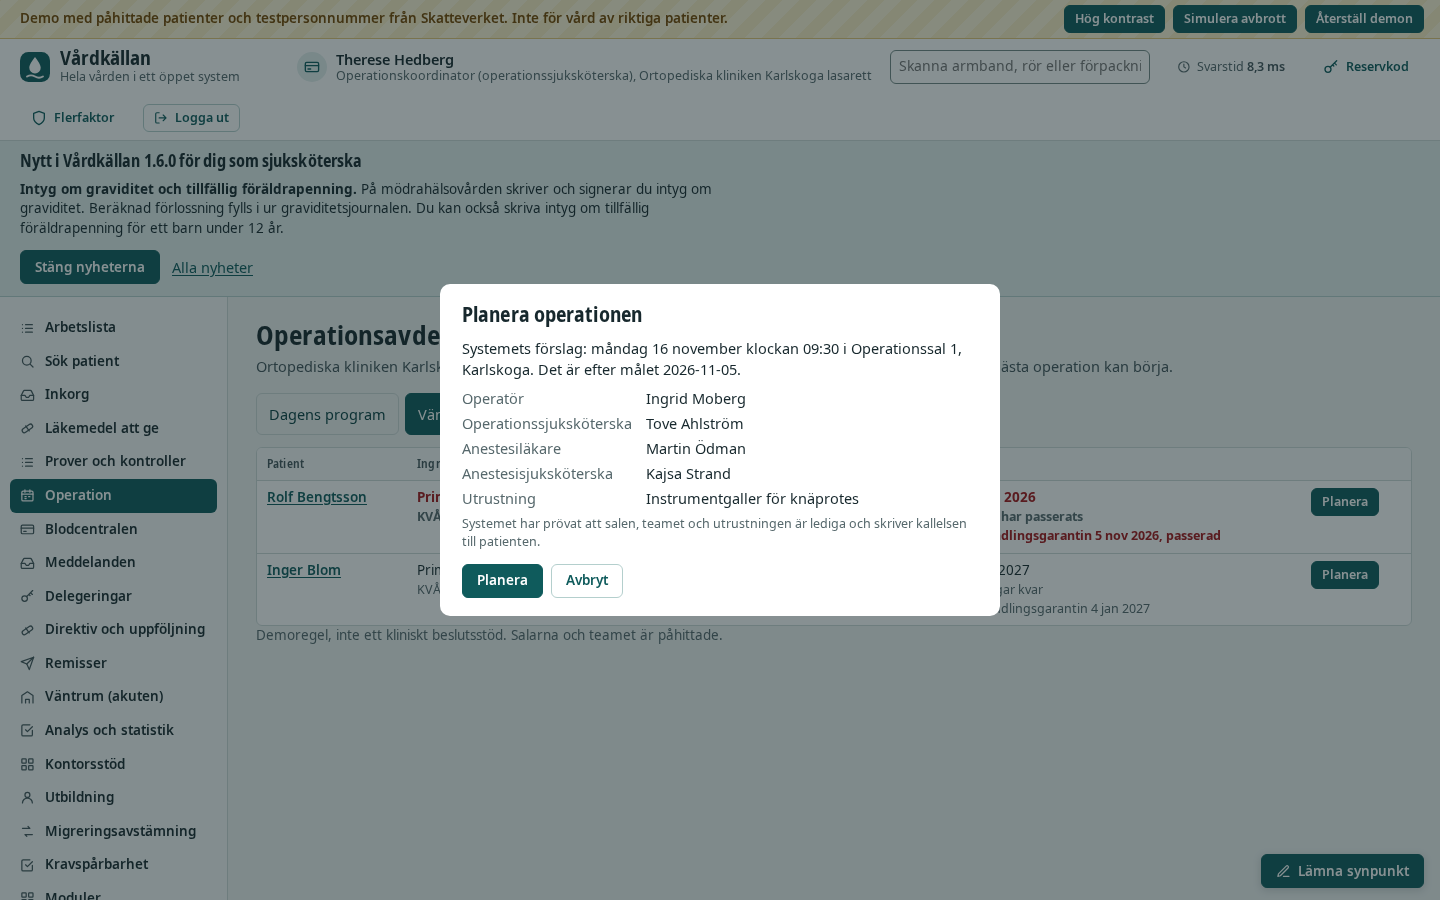 Demo med påhittade patienter och testpersonnummer från Skatteverket. Inte för vård av riktiga patienter.
Hög kontrast
Simulera avbrott
Återställ demon
Vårdkällan
Hela vården i ett öppet system
Therese Hedberg
Operationskoordinator (operationssjuksköterska), Ortopediska kliniken Karlskoga lasarett
Skanna armband, rör eller förpackni
Svarstid 8,3 ms
Reservkod
Flerfaktor
Logga ut
Nytt i Vårdkällan 1.6.0 för dig som sjuksköterska
Intyg om graviditet och tillfällig föräldrapenning. På mödrahälsovården skriver och signerar du intyg om
graviditet. Beräknad förlossning fylls i ur graviditetsjournalen. Du kan också skriva intyg om tillfällig
föräldrapenning för ett barn under 12 år.
Stäng nyheterna
Alla nyheter
Arbetslista
Sök patient
Inkorg
Läkemedel att ge
Prover och kontroller
Operation
Blodcentralen
Meddelanden
Delegeringar
Direktiv och uppföljning
Remisser
Väntrum (akuten)
Analys och statistik
Kontorsstöd
Utbildning
Migreringsavstämning
Kravspårbarhet
Moduler
Operationsavde
Ortopediska kliniken Karlsk
ästa operation kan börja.
Dagens program
Vän
Patient
Ingr
Rolf Bengtsson
Prin
KVÅ
2026
har passerats
dlingsgarantin 5 nov 2026, passerad
Planera
Inger Blom
Prin
KVÅ
2027
gar kvar
dlingsgarantin 4 jan 2027
Planera
Demoregel, inte ett kliniskt beslutsstöd. Salarna och teamet är påhittade.
Planera operationen
Systemets förslag: måndag 16 november klockan 09:30 i Operationssal 1,
Karlskoga. Det är efter målet 2026-11-05.
Operatör Ingrid Moberg
Operationssjuksköterska Tove Ahlström
Anestesiläkare Martin Ödman
Anestesisjuksköterska Kajsa Strand
Utrustning Instrumentgaller för knäprotes
Systemet har prövat att salen, teamet och utrustningen är lediga och skriver kallelsen
till patienten.
Planera
Avbryt
Lämna synpunkt